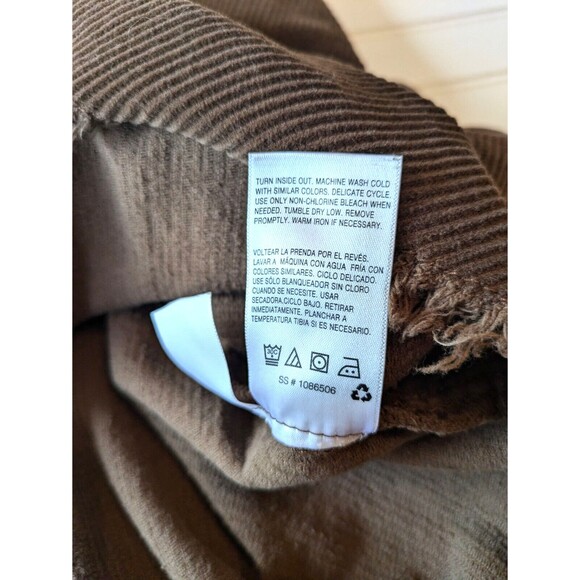 TURN INSIDE OUT. MACHINE WASH COLD
WITH SIMILAR COLORS. DELICATE CYCLE.
USE ONLY NON-CHLORINE BLEACH WHEN
NEEDED. TUMBLE DRY LOW. REMOVE
PROMPTLY. WARM IRON IF NECESSARY.
VOLTEAR LA PRENDA POR EL REVÉS.
LAVAR A MÁQUINA CON AGUA FRÍA CON
COLORES SIMILARES. CICLO DELICADO.
USE SÓLO BLANQUEADOR SIN CLORO
CUANDO SE NECESITE. USAR
SECADORA,CICLO BAJO. RETIRAR
INMEDIATAMENTE. PLANCHAR A
TEMPERATURA TIBIA SI ES NECESARIO.
SS # 1086506